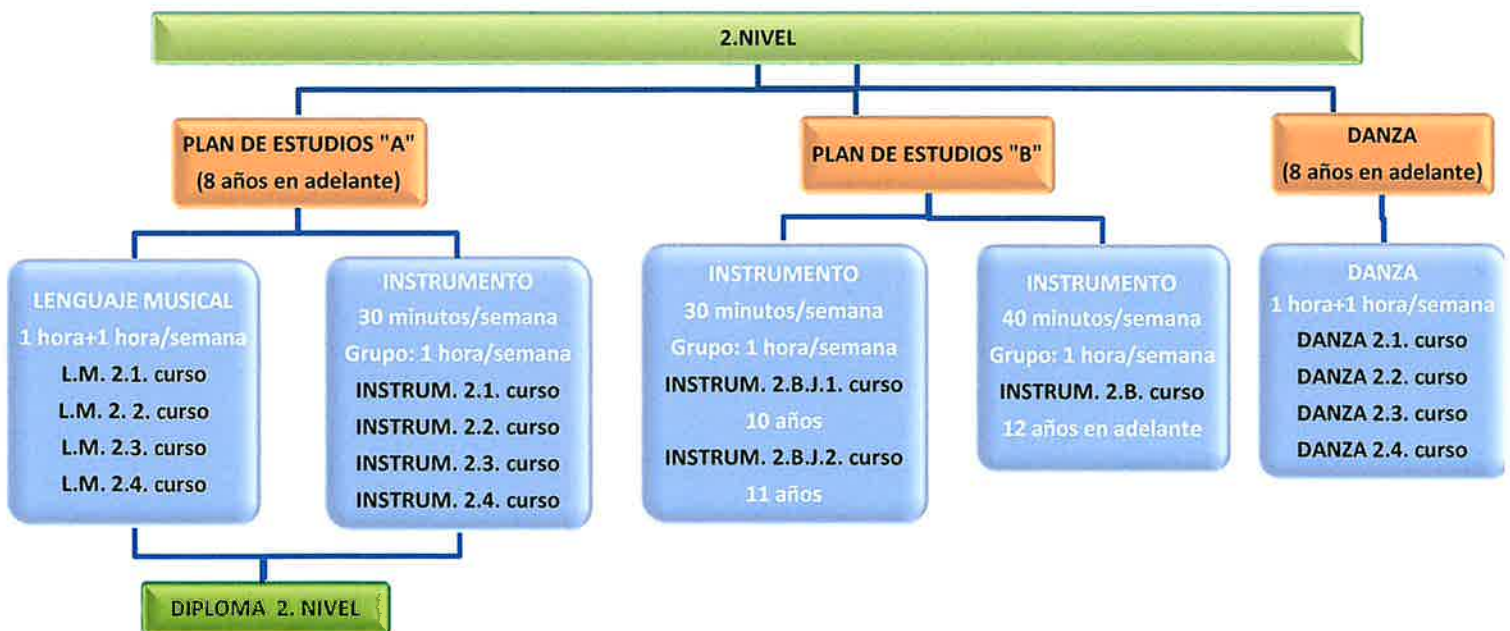 2.NIVEL
PLAN DE ESTUDIOS "A"
(8 años en adelante)
PLAN DE ESTUDIOS "B"
DANZA
(8 años en adelante)
LENGUAJE MUSICAL
1 hora+1 hora/semana
L.M. 2.1. curso
L.M. 2. 2. curso
L.M. 2.3. curso
L.M. 2.4. curso
INSTRUMENTO
30 minutos/semana
Grupo: 1 hora/semana
INSTRUM. 2.1. curso
INSTRUM. 2.2. curso
INSTRUM. 2.3. curso
INSTRUM. 2.4. curso
INSTRUMENTO
30 minutos/semana
Grupo: 1 hora/semana
INSTRUM. 2.B.J.1. curso
10 años
INSTRUM. 2.B.J.2. curso
11 años
INSTRUMENTO
40 minutos/semana
Grupo: 1 hora/semana
INSTRUM. 2.B. curso
12 años en adelante
DANZA
1 hora+1 hora/semana
DANZA 2.1. curso
DANZA 2.2. curso
DANZA 2.3. curso
DANZA 2.4. curso
DIPLOMA 2. NIVEL